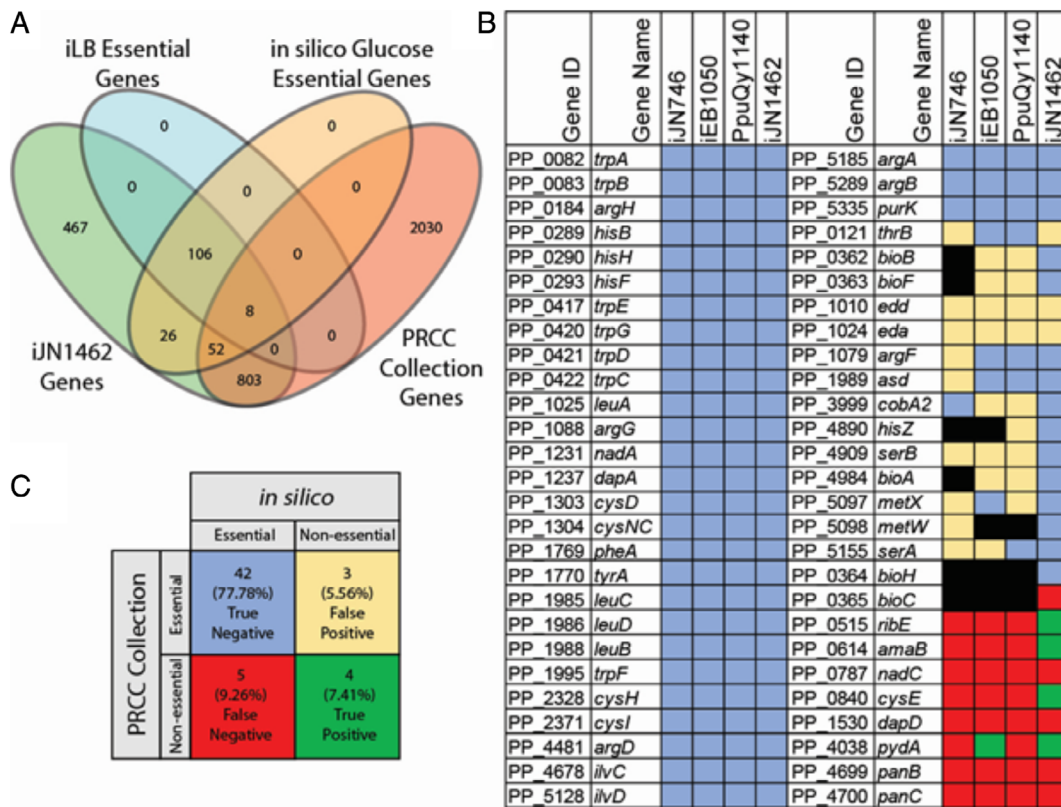 A
iLB Essential
Genes
in silico Glucose
Essential Genes
0
0
0
0
0
467
2030
106
0
8
26
52
0
0
803
iJN1462
Genes
PRCC
Collection
Genes
B
Gene ID Gene Name iJN746 iEB1050 PpuQy1140 iJN1462 Gene ID Gene Name iJN746 iEB1050 PpuQy1140 iJN1462
PP_0082 trpA PP_5185 argA
PP_0083 trpB PP_5289 argB
PP_0184 argH PP_5335 purK
PP_0289 hisB PP_0121 thrB
PP_0290 hisH PP_0362 bioB
PP_0293 hisF PP_0363 bioF
PP_0417 trpE PP_1010 edd
PP_0420 trpG PP_1024 eda
PP_0421 trpD PP_1079 argF
PP_0422 trpC PP_1989 asd
PP_1025 leuA PP_3999 cobA2
PP_1088 argG PP_4890 hisZ
PP_1231 nadA PP_4909 serB
PP_1237 dapA PP_4984 bioA
PP_1303 cysD PP_5097 metX
PP_1304 cysNC PP_5098 metW
PP_1769 pheA PP_5155 serA
PP_1770 tyrA PP_0364 bioH
PP_1985 leuC PP_0365 bioC
PP_1986 leuD PP_0515 ribE
PP_1988 leuB PP_0614 amaB
PP_1995 trpF PP_0787 nadC
PP_2328 cysH PP_0840 cysE
PP_2371 cysI PP_1530 dapD
PP_4481 argD PP_4038 pydA
PP_4678 ilvC PP_4699 panB
PP_5128 ilvD PP_4700 panC
C
in silico
Essential Non-essential
PRCC Collection
Essential
42
(77.78%)
True
Negative
3
(5.56%)
False
Positive
Non-essential
5
(9.26%)
False
Negative
4
(7.41%)
True
Positive